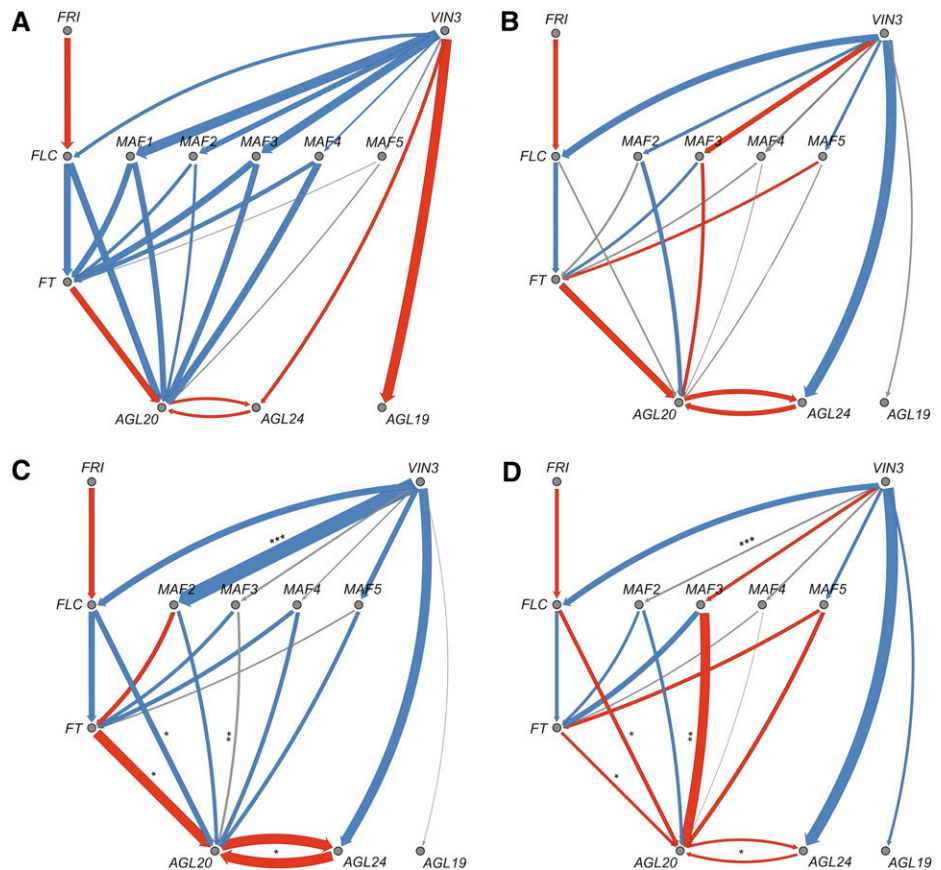 A
FRI
VIN3
MAF1 MAF2 MAF3 MAF4 MAF5
FLC
FT
AGL20 AGL24 AGL19
B
FRI
VIN3
MAF2 MAF3 MAF4 MAF5
FLC
FT
AGL20 AGL24 AGL19
C
FRI
VIN3
***
MAF2 MAF3 MAF4 MAF5
FLC
FT
* **
*
AGL20 * AGL24 AGL19
D
FRI
VIN3
***
MAF2 MAF3 MAF4 MAF5
FLC
FT
* **
*
AGL20 * AGL24 AGL19